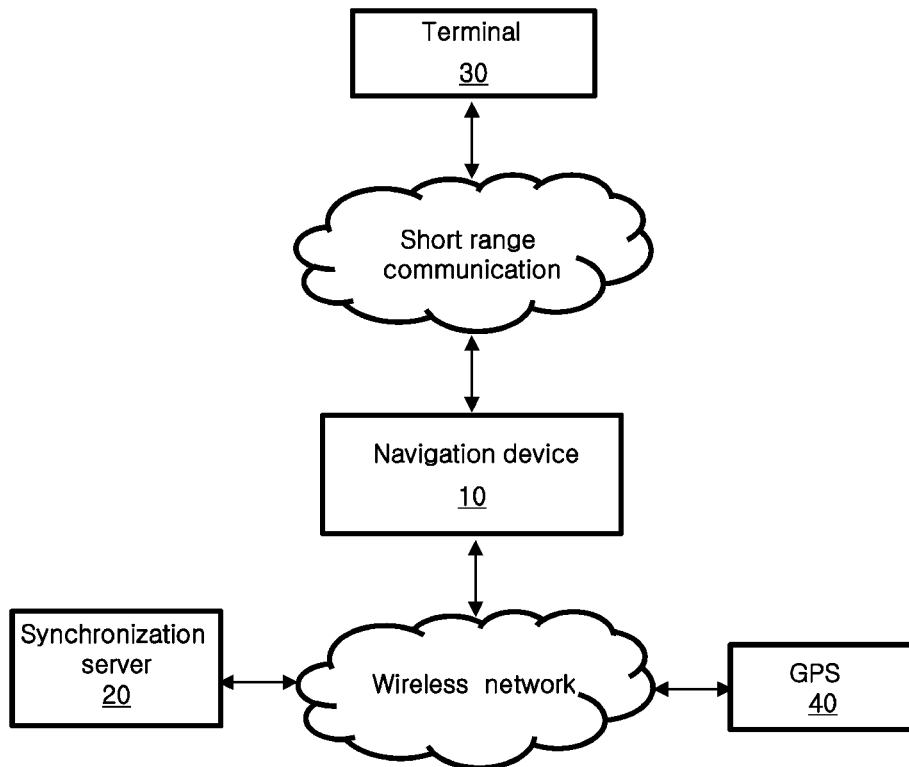 Terminal
30
Short range
communication
Navigation device
10
Synchronization
server
20
Wireless network
GPS
40